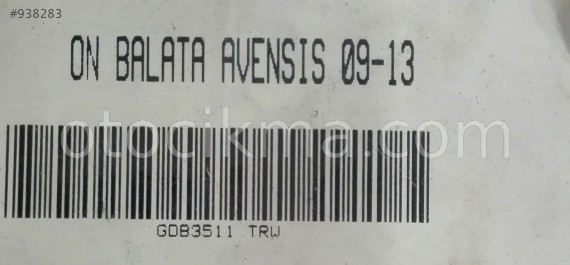 #938283
ON BALATA AVENSIS 09-13
otocikma.com
GDB3511 TRW